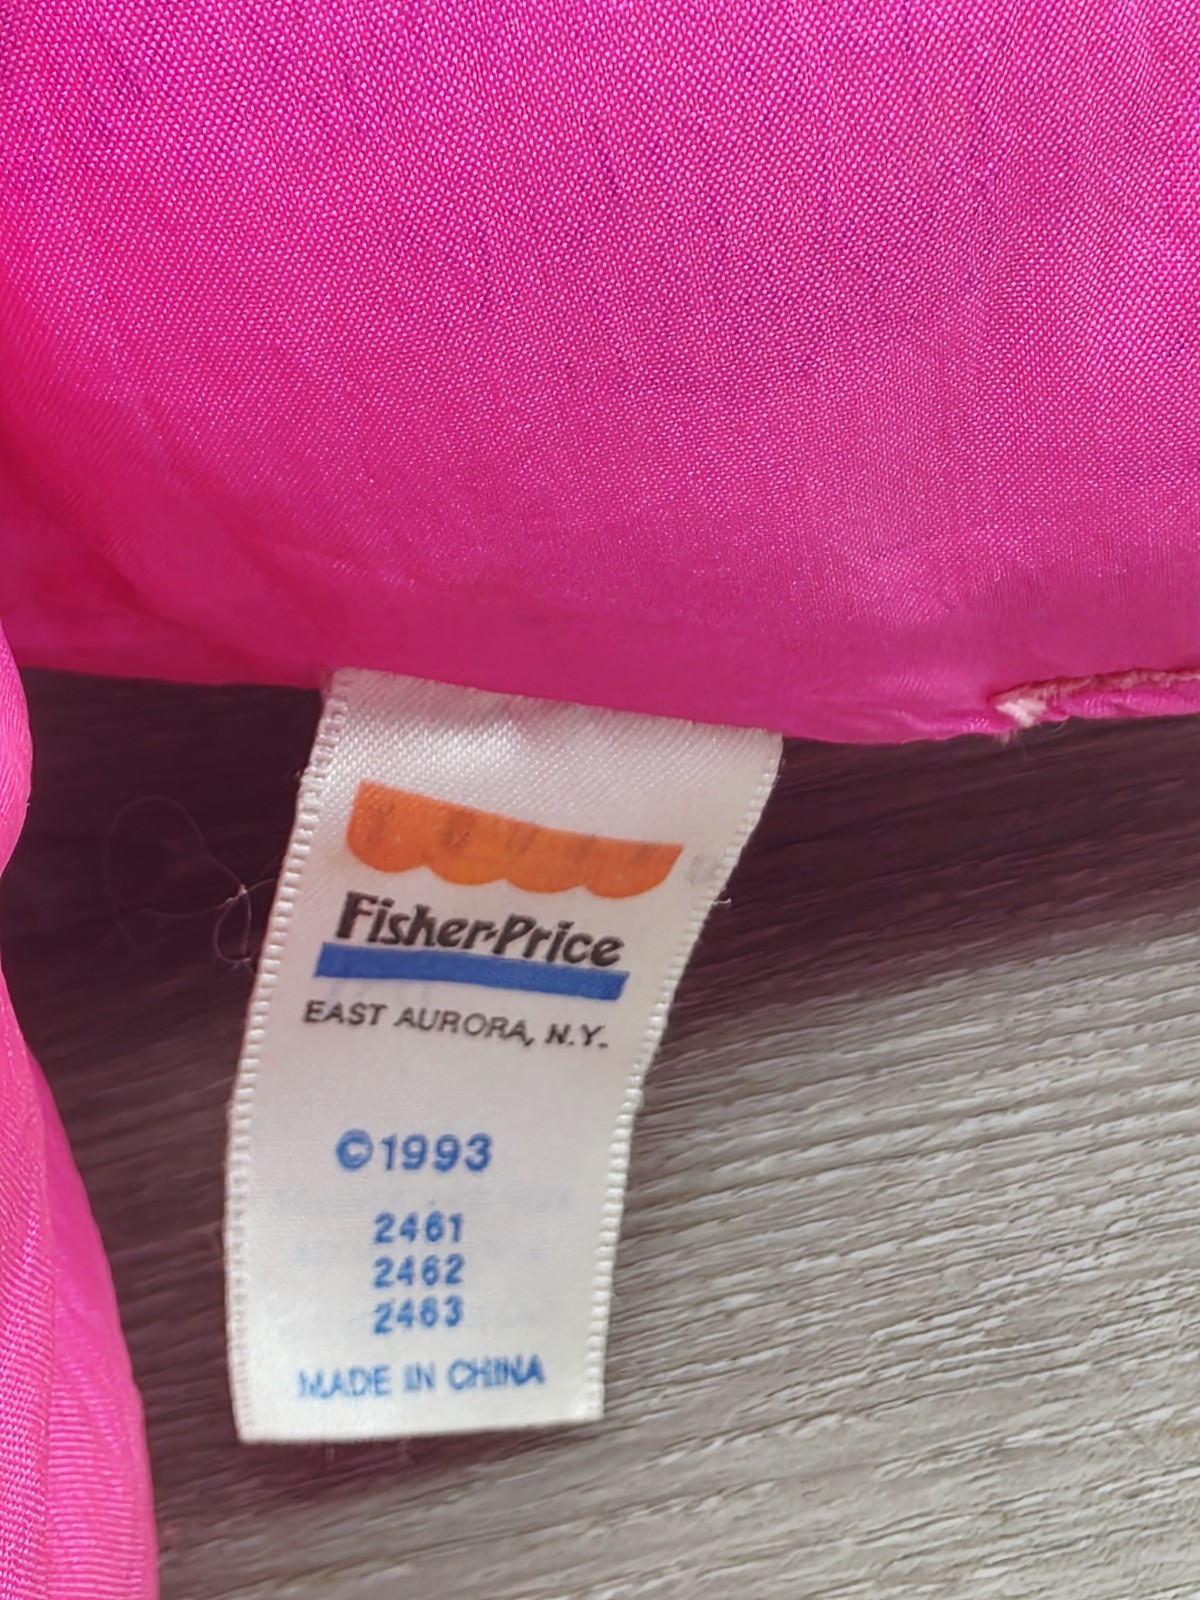 Fisher-Price
EAST AURORA, N.Y.
©1993
2461
2462
2463
MADE IN CHINA